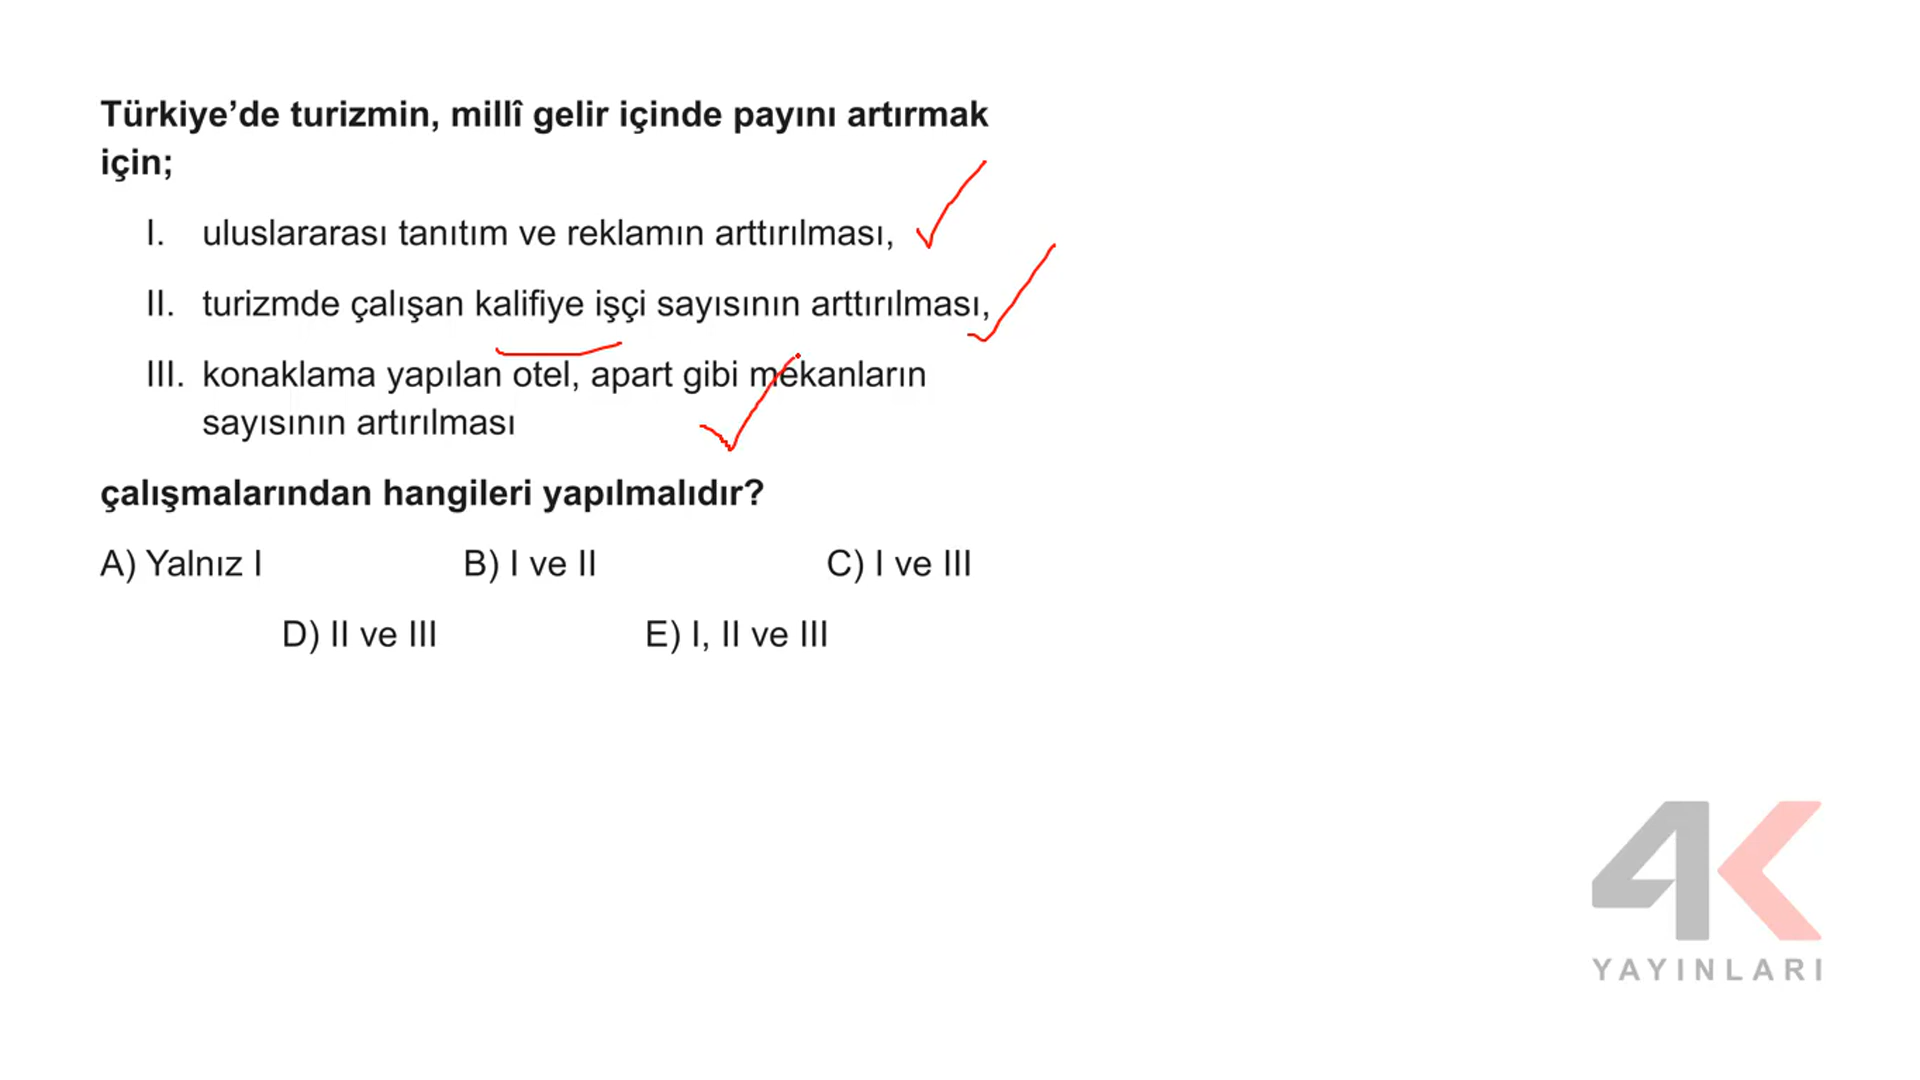 Türkiye’de turizmin, millî gelir içinde payını artırmak
için;
I. uluslararası tanıtım ve reklamın arttırılması,
II. turizmde çalışan kalifiye işçi sayısının arttırılması,
III. konaklama yapılan otel, apart gibi mekanların
sayısının artırılması
çalışmalarından hangileri yapılmalıdır?
A) Yalnız I B) I ve II C) I ve III
D) II ve III E) I, II ve III
4K
YAYINLARI